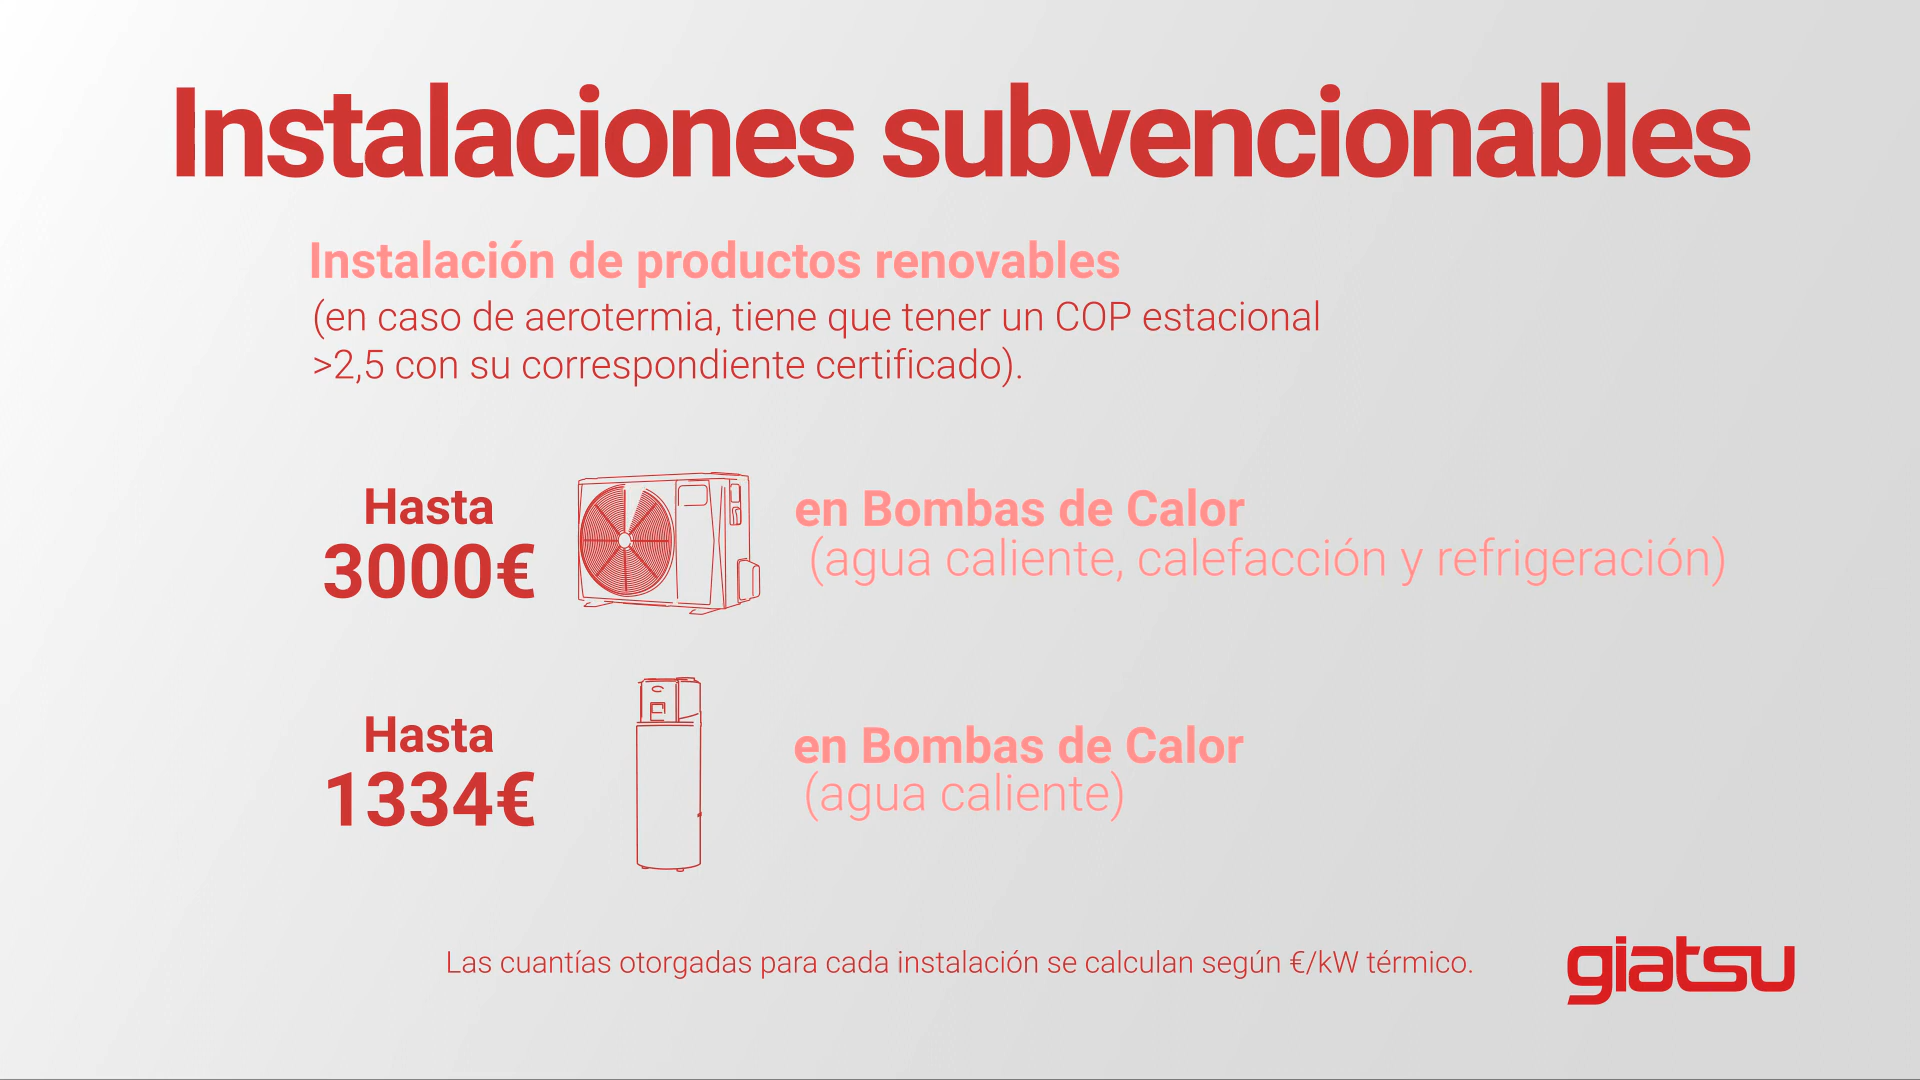 Instalaciones subvencionables
Instalación de productos renovables
(en caso de aerotermia, tiene que tener un COP estacional
>2,5 con su correspondiente certificado).
Hasta
3000€
en Bombas de Calor
(agua caliente, calefacción y refrigeración)
Hasta
1334€
en Bombas de Calor
(agua caliente)
Las cuantías otorgadas para cada instalación se calculan según €/kW térmico.
giatsu